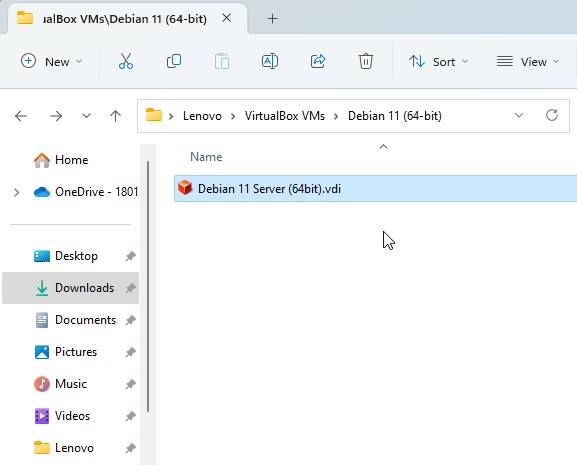 ualBox VMs\Debian 11 (64-bit)
New
Sort
View
Lenovo
VirtualBox VMs
Debian 11 (64-bit)
Home
OneDrive - 1801
Desktop
Downloads
Documents
Pictures
Music
Videos
Lenovo
Name
Debian 11 Server (64bit).vdi